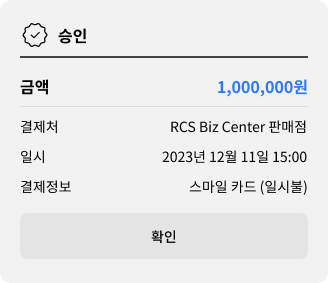 승인
금액 1,000,000원
결제처 RCS Biz Center 판매점
일시 2023년 12월 11일 15:00
결제정보 스마일 카드 (일시불)
확인